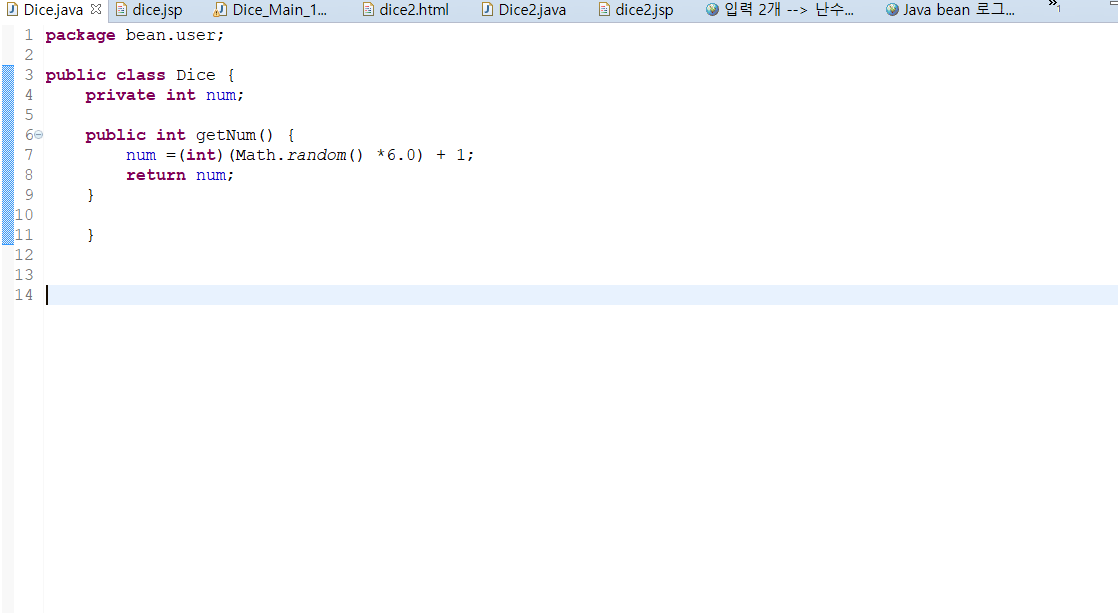 Dice.java dice.jsp Dice_Main_1... dice2.html Dice2.java dice2.jsp 입력 2개 --> 난수... Java bean 로그... »1
1 package bean.user;
2
3 public class Dice {
4 private int num;
5
6 public int getNum() {
7 num =(int)(Math.random() *6.0) + 1;
8 return num;
9 }
10
11 }
12
13
14